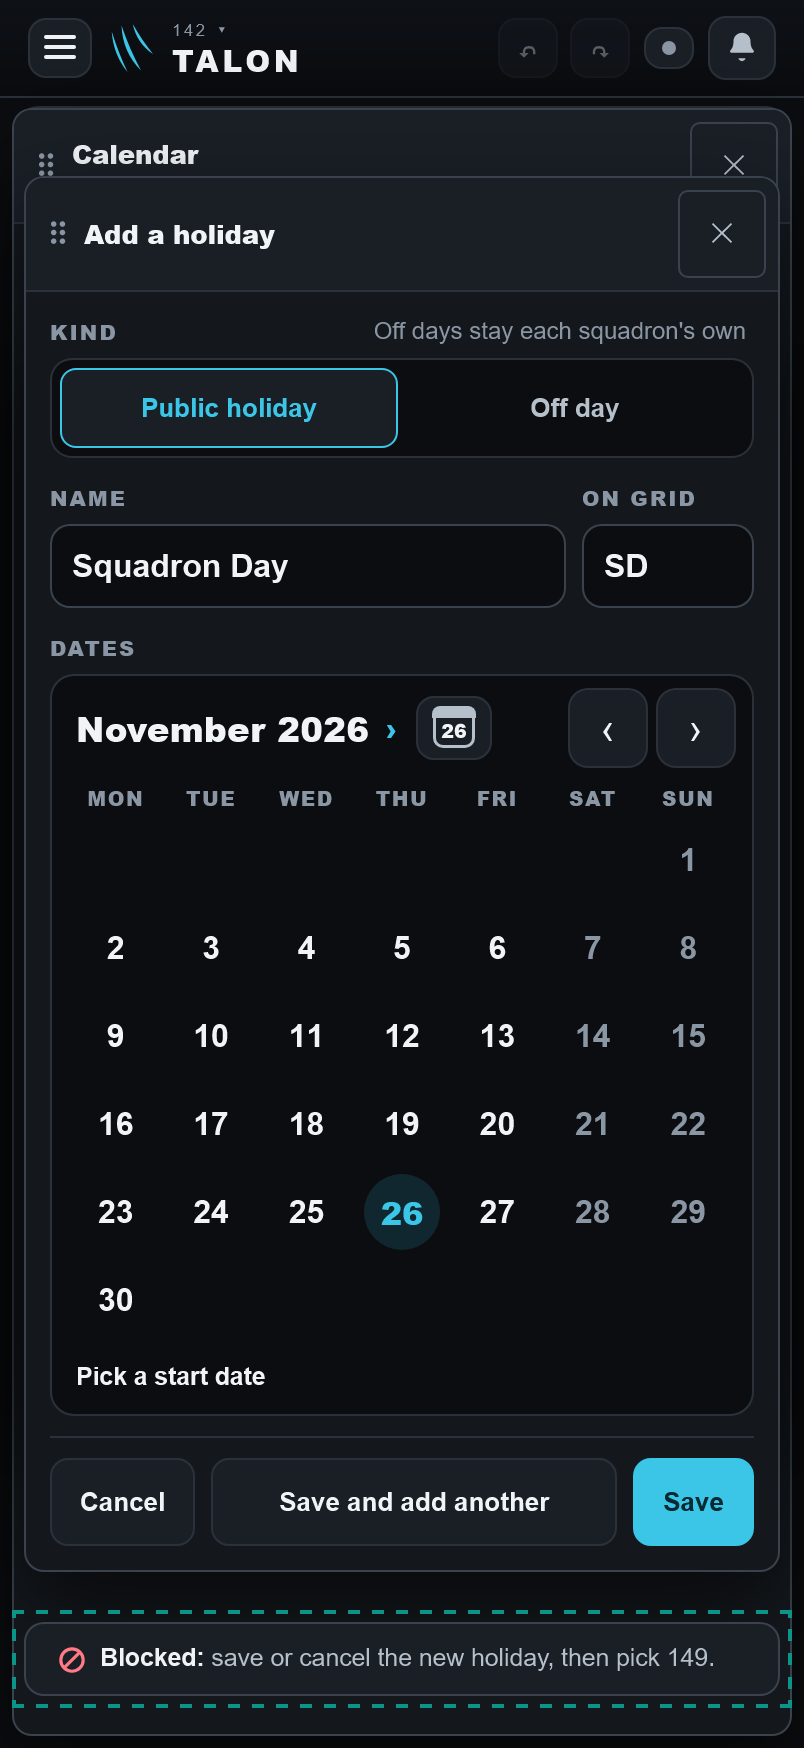 142 ▾
TALON
Calendar
Add a holiday
KIND
Off days stay each squadron's own
Public holiday
Off day
NAME
ON GRID
Squadron Day
SD
DATES
November 2026 ›
26
‹ ›
MON TUE WED THU FRI SAT SUN
1
2 3 4 5 6 7 8
9 10 11 12 13 14 15
16 17 18 19 20 21 22
23 24 25 26 27 28 29
30
Pick a start date
Cancel
Save and add another
Save
Blocked: save or cancel the new holiday, then pick 149.